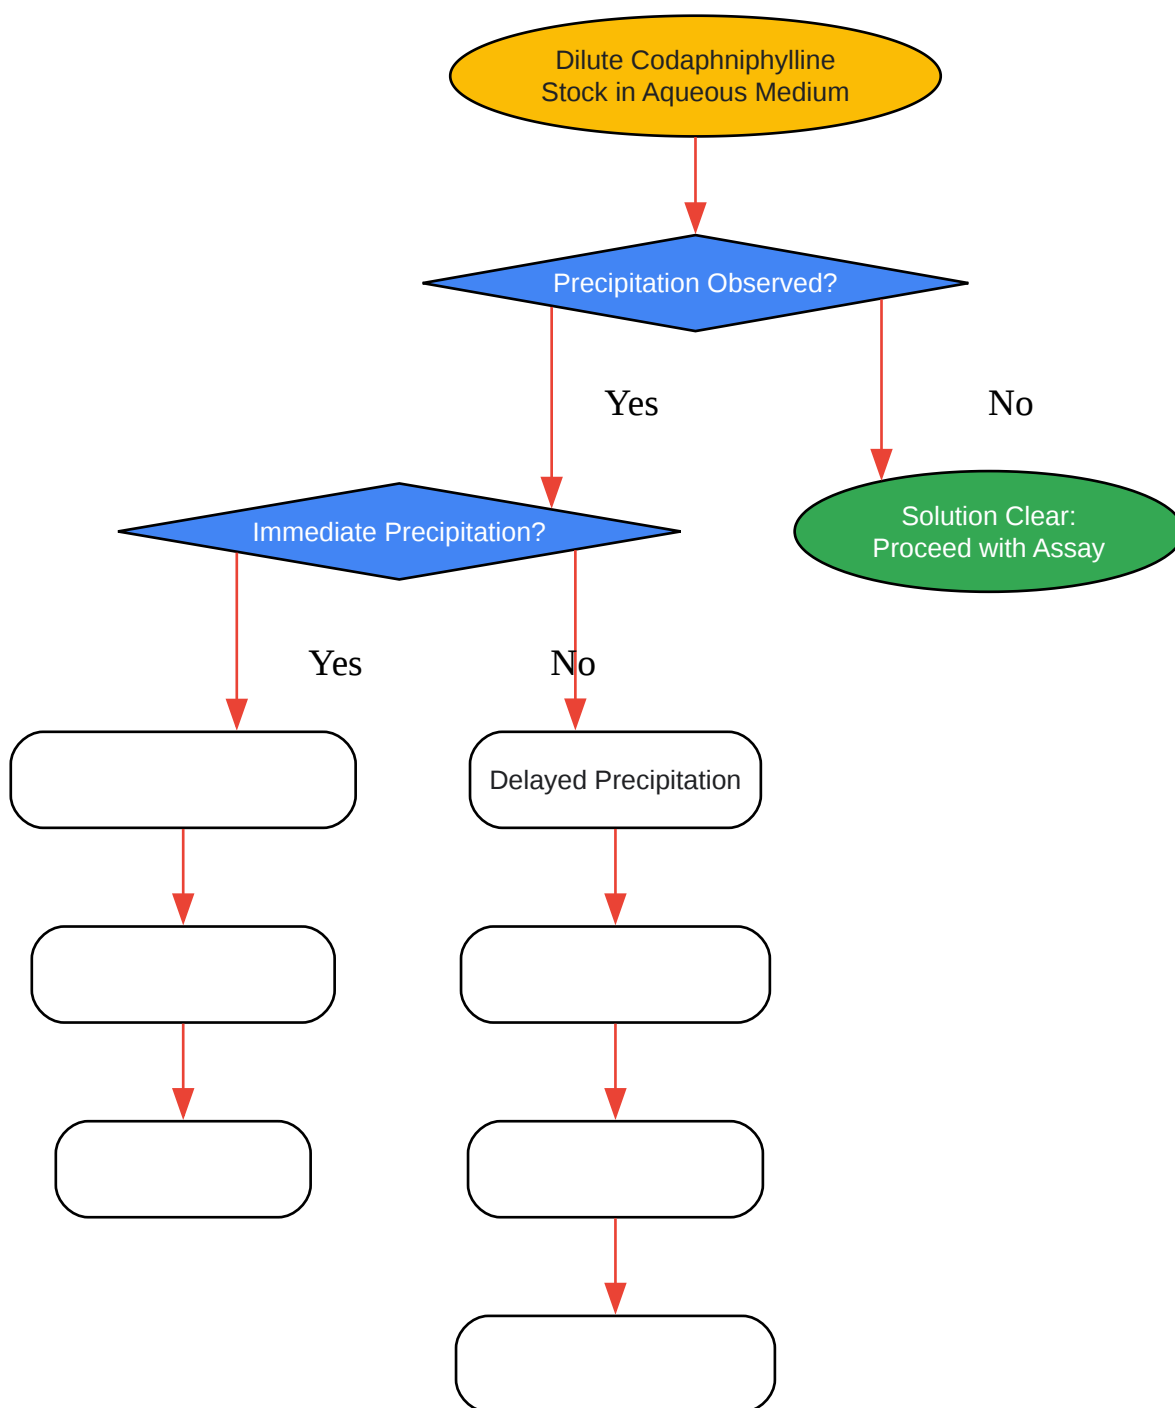 Dilute Codaphniphylline
Stock in Aqueous Medium
Precipitation Observed?
Yes
No
Immediate Precipitation?
Solution Clear:
Proceed with Assay
Yes
No
Delayed Precipitation